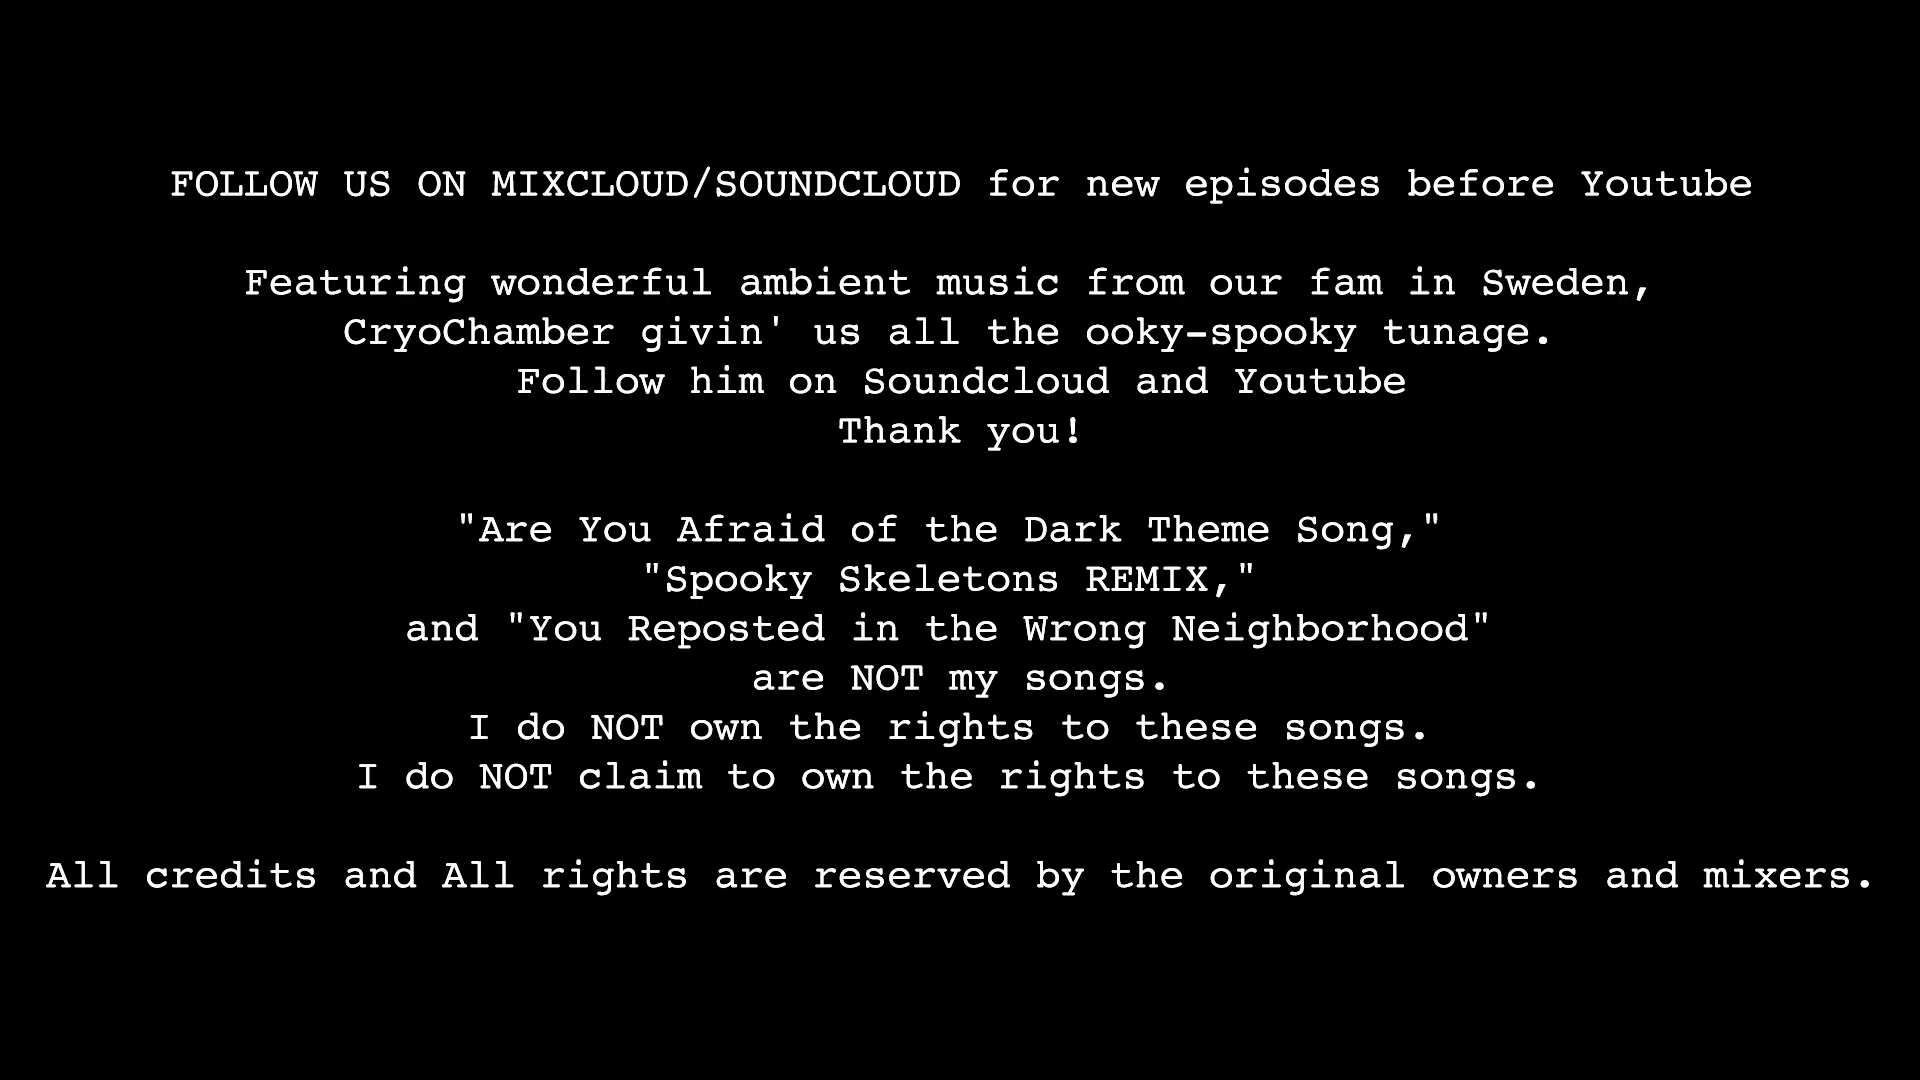 FOLLOW US ON MIXCLOUD/SOUNDCLOUD for new episodes before Youtube
Featuring wonderful ambient music from our fam in Sweden,
CryoChamber givin' us all the ooky-spooky tunage.
Follow him on Soundcloud and Youtube
Thank you!
"Are You Afraid of the Dark Theme Song,"
"Spooky Skeletons REMIX,"
and "You Reposted in the Wrong Neighborhood"
are NOT my songs.
I do NOT own the rights to these songs.
I do NOT claim to own the rights to these songs.
All credits and All rights are reserved by the original owners and mixers.